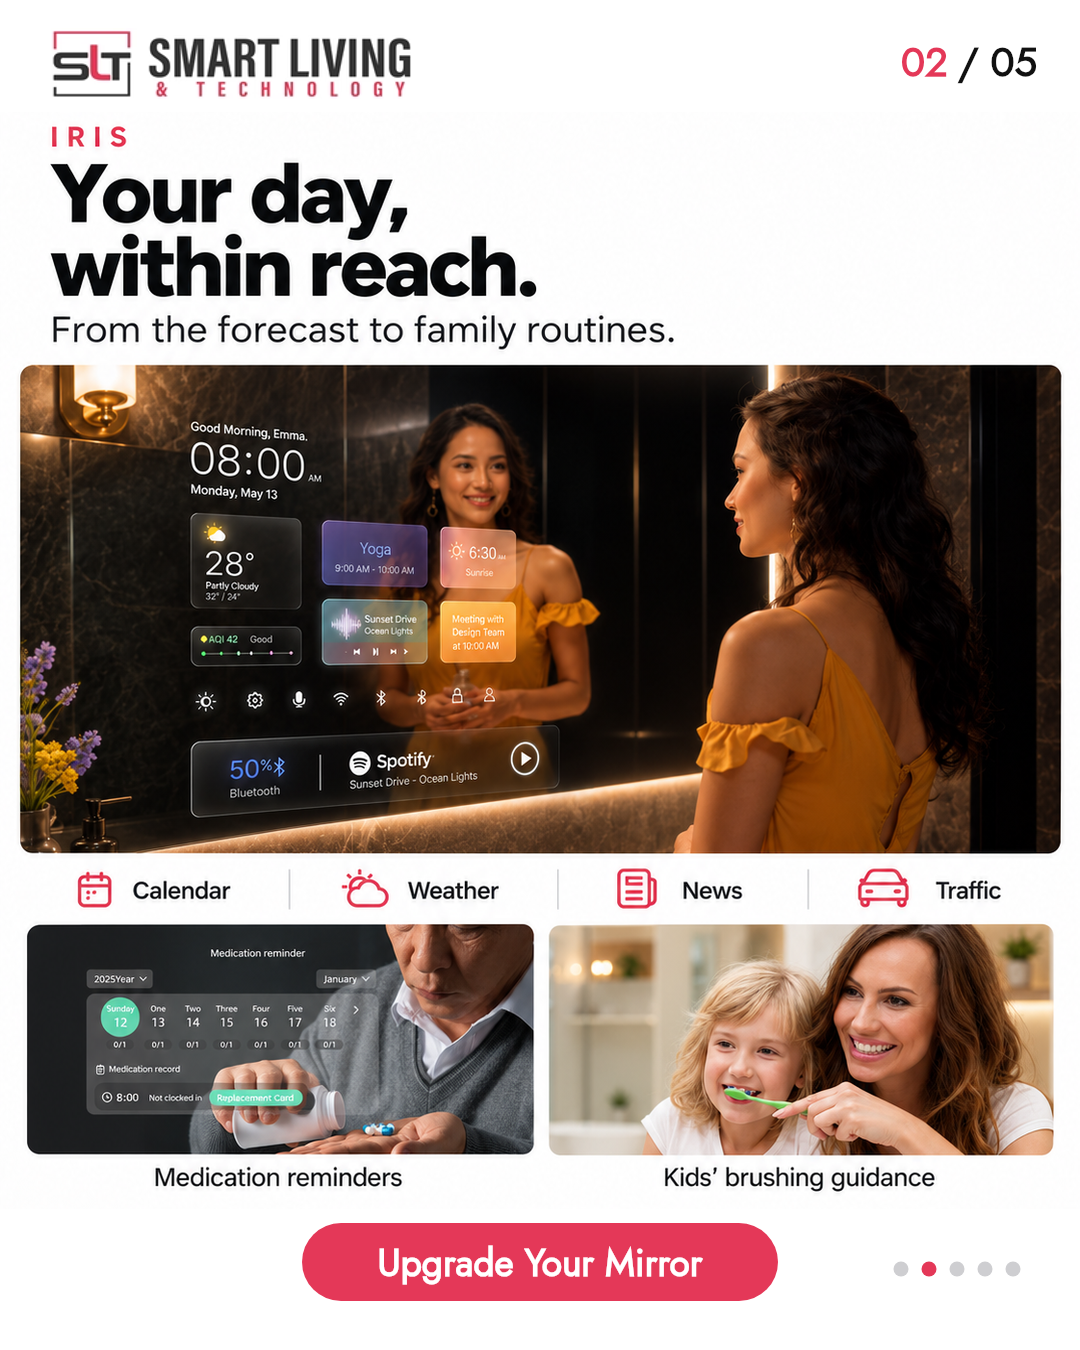 SLT SMART LIVING
& TECHNOLOGY
02 / 05
IRIS
Your day,
within reach.
From the forecast to family routines.
Good Morning, Emma.
08:00 AM
Monday, May 13
28°
Partly Cloudy
32° / 24°
Yoga
9:00 AM - 10:00 AM
6:30 AM
Sunrise
AQI 42 Good
Sunset Drive
Ocean Lights
Meeting with
Design Team
at 10:00 AM
50%
Bluetooth
Spotify
Sunset Drive - Ocean Lights
Calendar
Weather
News
Traffic
Medication reminder
2025Year
January
Sunday One Two Three Four Five Six
12 13 14 15 16 17 18
0/1 0/1 0/1 0/1 0/1 0/1 0/1
Medication record
8:00 Not clocked in Replacement Card
Medication reminders
Kids’ brushing guidance
Upgrade Your Mirror